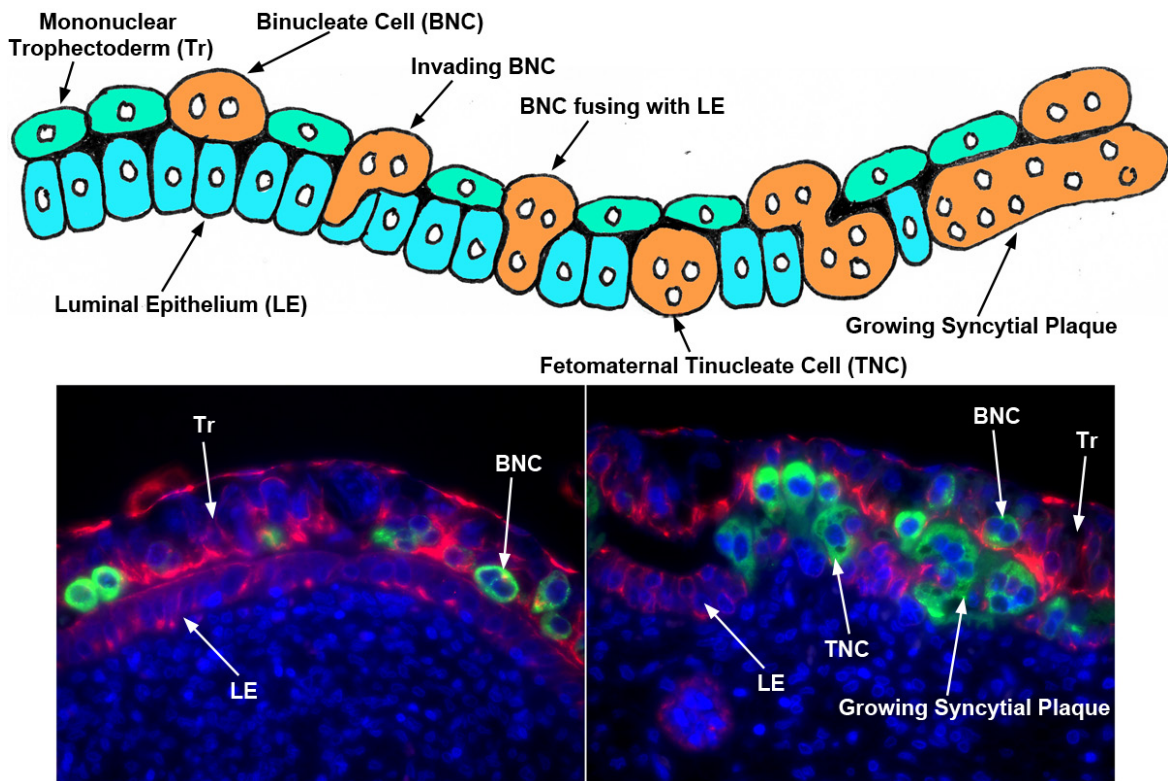 Mononuclear
Trophectoderm (Tr)
Binucleate Cell (BNC)
Invading BNC
BNC fusing with LE
Luminal Epithelium (LE)
Growing Syncytial Plaque
Fetomaternal Tinucleate Cell (TNC)
Tr
BNC
LE
BNC
Tr
TNC
LE
Growing Syncytial Plaque